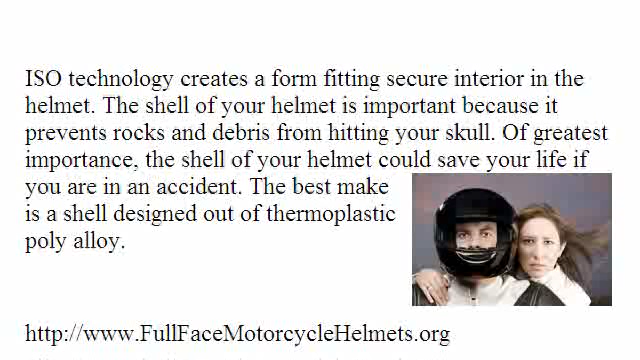 ISO technology creates a form fitting secure interior in the
helmet. The shell of your helmet is important because it
prevents rocks and debris from hitting your skull. Of greatest
importance, the shell of your helmet could save your life if
you are in an accident. The best make
is a shell designed out of thermoplastic
poly alloy.
http://www.FullFaceMotorcycleHelmets.org